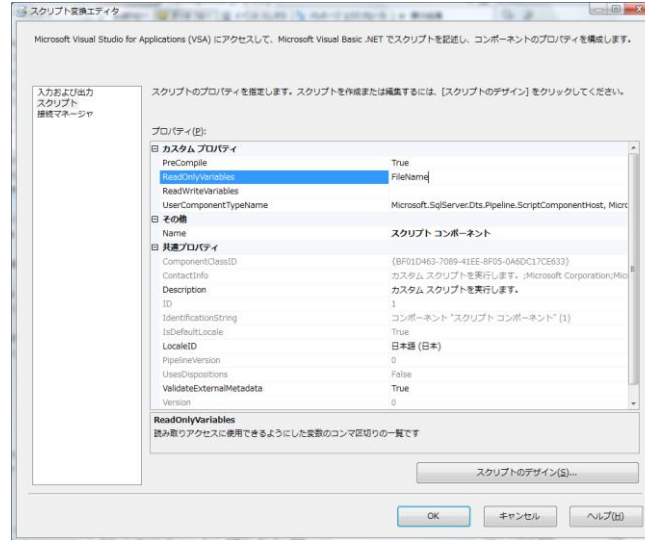 スクリプト変換エディタ
Microsoft Visual Studio for Applications (VSA) にアクセスして、Microsoft Visual Basic .NET でスクリプトを記述し、コンポーネントのプロパティを構成します。
入力および出力
スクリプト
接続マネージャ
スクリプトのプロパティを指定します。スクリプトを作成または編集するには、[スクリプトのデザイン] をクリックしてください。
プロパティ(P):
カスタム プロパティ
PreCompile True
ReadOnlyVariables FileName
ReadWriteVariables
UserComponentTypeName Microsoft.SqlServer.Dts.Pipeline.ScriptComponentHost, Micro
その他
Name スクリプト コンポーネント
共通プロパティ
ComponentClassID {BF01D463-7089-41EE-8F05-0A6DC17CE633}
ContactInfo カスタム スクリプトを実行します。;Microsoft Corporation;Mic
Description カスタム スクリプトを実行します。
ID 1
IdentificationString コンポーネント "スクリプト コンポーネント" (1)
IsDefaultLocale True
LocaleID 日本語 (日本)
PipelineVersion 0
UsesDispositions False
ValidateExternalMetadata True
Version 0
ReadOnlyVariables
読み取りアクセスに使用できるようにした変数のコンマ区切りの一覧です
スクリプトのデザイン(S)...
OK キャンセル ヘルプ(H)